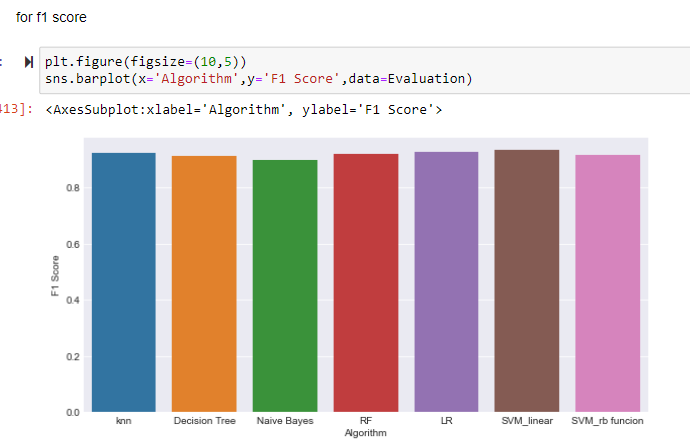 for f1 score
plt.figure(figsize=(10,5))
sns.barplot(x='Algorithm',y='F1 Score',data=Evaluation)
413]: <AxesSubplot:xlabel='Algorithm', ylabel='F1 Score'>
0.8
0.6
0.4
0.2
0.0
F1 Score
knn Decision Tree Naive Bayes RF LR SVM_linear SVM_rb funcion
Algorithm